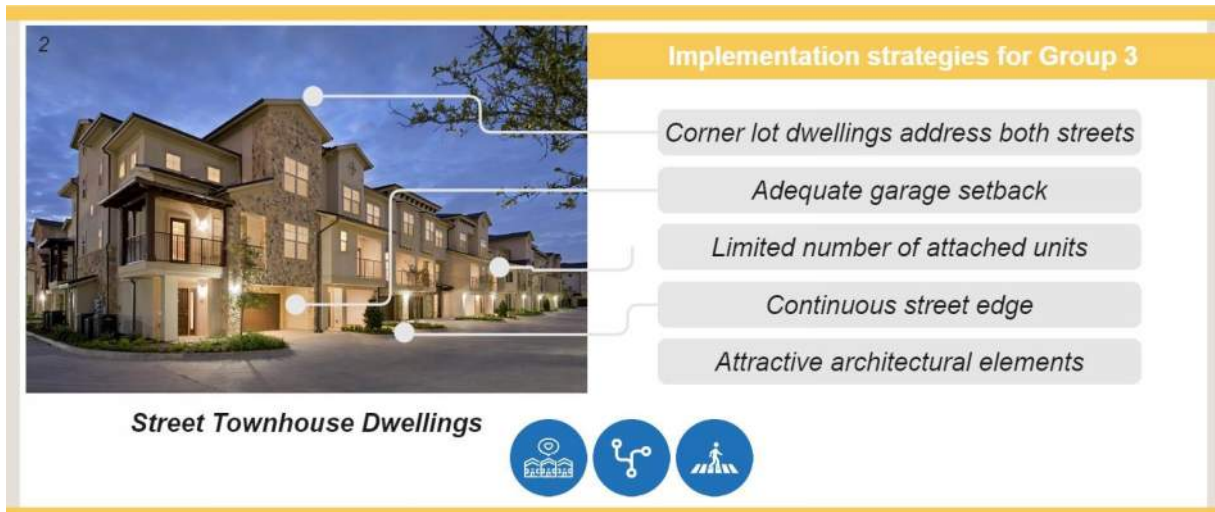 2
Implementation strategies for Group 3
Corner lot dwellings address both streets
Adequate garage setback
Limited number of attached units
Continuous street edge
Attractive architectural elements
Street Townhouse Dwellings